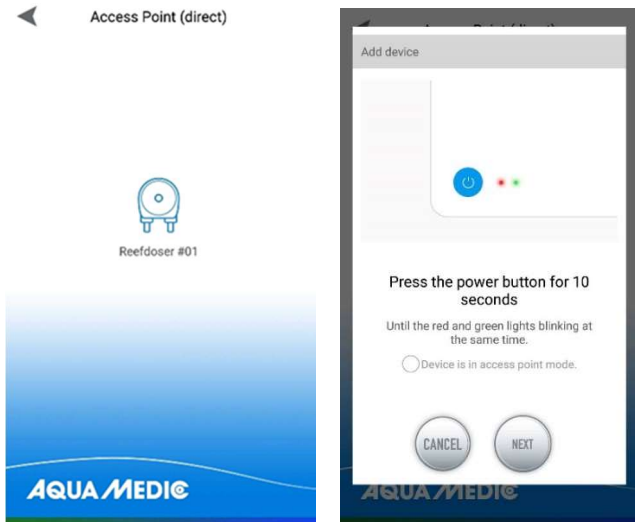 Access Point (direct)
Reefdoser #01
AQUA MEDIC
Add device
Press the power button for 10
seconds
Until the red and green lights blinking at
the same time.
Device is in access point mode.
CANCEL
NEXT
AQUA MEDIC